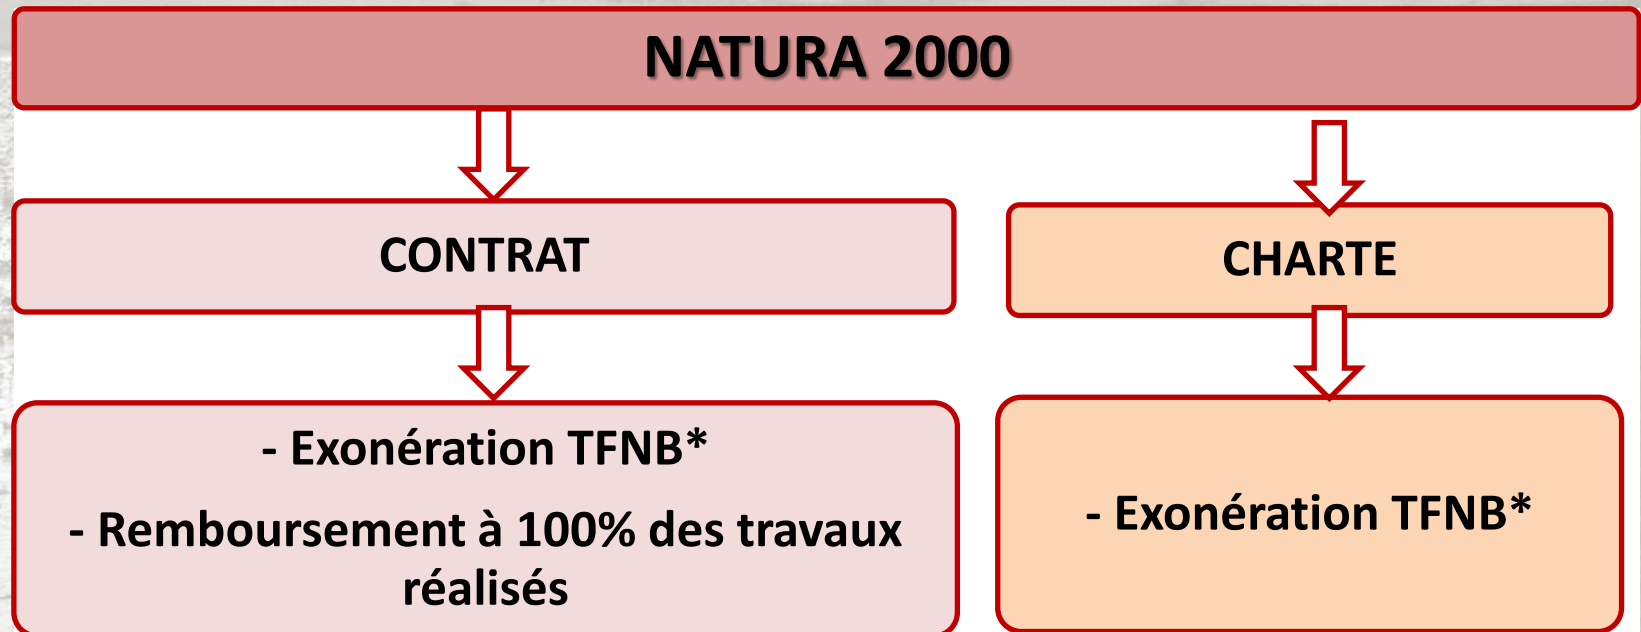 NATURA 2000
CONTRAT
CHARTE
- Exonération TFNB*
- Remboursement à 100% des travaux
réalisés
- Exonération TFNB*